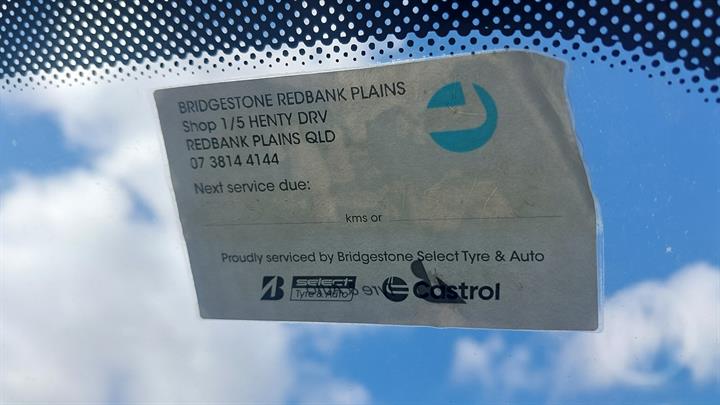 BRIDGESTONE REDBANK PLAINS
Shop 1/5 HENTY DRV
REDBANK PLAINS QLD
07 3814 4144
Next service due:
kms or
Proudly serviced by Bridgestone Select Tyre & Auto
B select Tyre & Auto Castrol